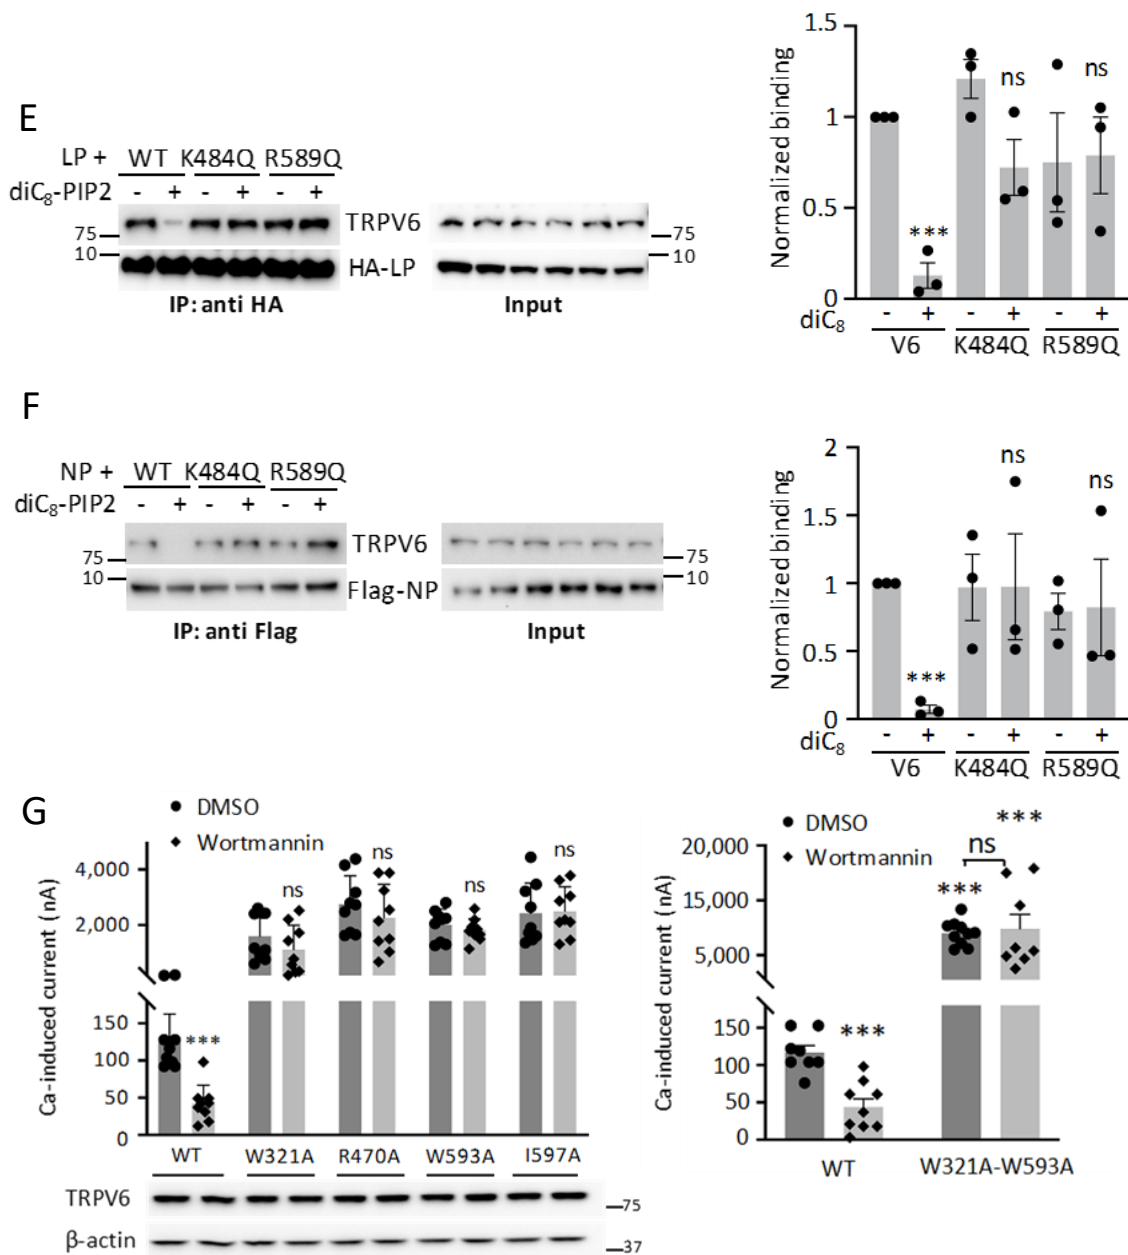 E
LP + WT K484Q R589Q
diC8-PIP2 - + - + - +
TRPV6
75
75
10
10
HA-LP
IP: anti HA
Input
Normalized binding
1.5
1
0.5
0
***
ns
ns
diC8 - + - + - +
V6 K484Q R589Q
F
NP + WT K484Q R589Q
diC8-PIP2 - + - + - +
TRPV6
75
75
10
10
Flag-NP
IP: anti Flag
Input
Normalized binding
2
1.5
1
0.5
0
***
ns
ns
diC8 - + - + - +
V6 K484Q R589Q
G
DMSO
Wortmannin
Ca-induced current (nA)
4,000
2,000
150
100
50
0
***
ns
ns
ns
ns
WT W321A R470A W593A I597A
TRPV6
75
β-actin
37
DMSO
Wortmannin
Ca-induced current (nA)
20,000
15,000
5,000
150
100
50
0
***
***
ns
***
WT W321A-W593A